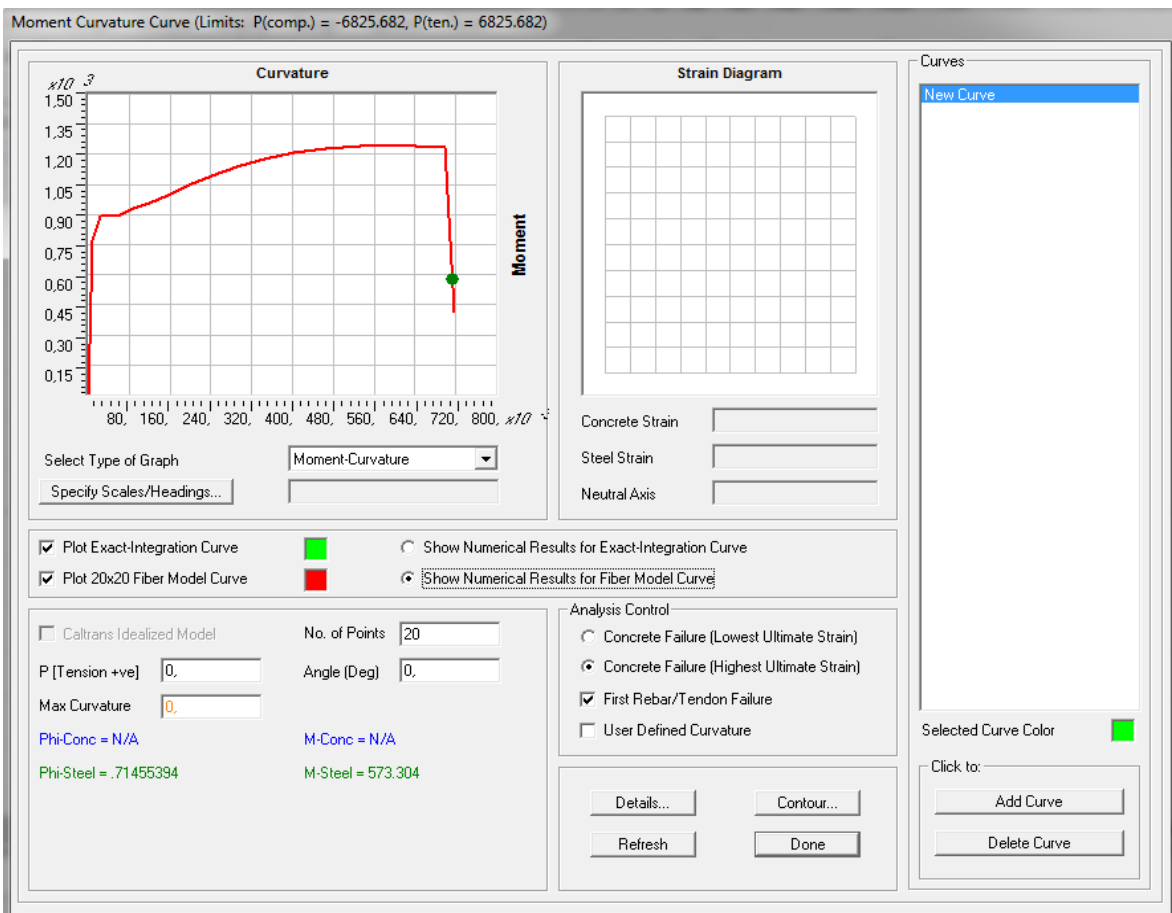 Moment Curvature Curve (Limits: P(comp.) = -6825.682, P(ten.) = 6825.682)
Curvature
x10 3
1,50
1,35
1,20
1,05
0,90
0,75
0,60
0,45
0,30
0,15
80, 160, 240, 320, 400, 480, 560, 640, 720, 800, x10 -3
Moment
Select Type of Graph
Moment-Curvature
Specify Scales/Headings...
Strain Diagram
Concrete Strain
Steel Strain
Neutral Axis
Curves
New Curve
Plot Exact-Integration Curve
Show Numerical Results for Exact-Integration Curve
Plot 20x20 Fiber Model Curve
Show Numerical Results for Fiber Model Curve
Caltrans Idealized Model
No. of Points
20
P [Tension +ve]
0,
Angle (Deg)
0,
Max Curvature
0,
Phi-Conc = N/A
M-Conc = N/A
Phi-Steel = .71455394
M-Steel = 573.304
Analysis Control
Concrete Failure (Lowest Ultimate Strain)
Concrete Failure (Highest Ultimate Strain)
First Rebar/Tendon Failure
User Defined Curvature
Details...
Contour...
Refresh
Done
Selected Curve Color
Click to:
Add Curve
Delete Curve